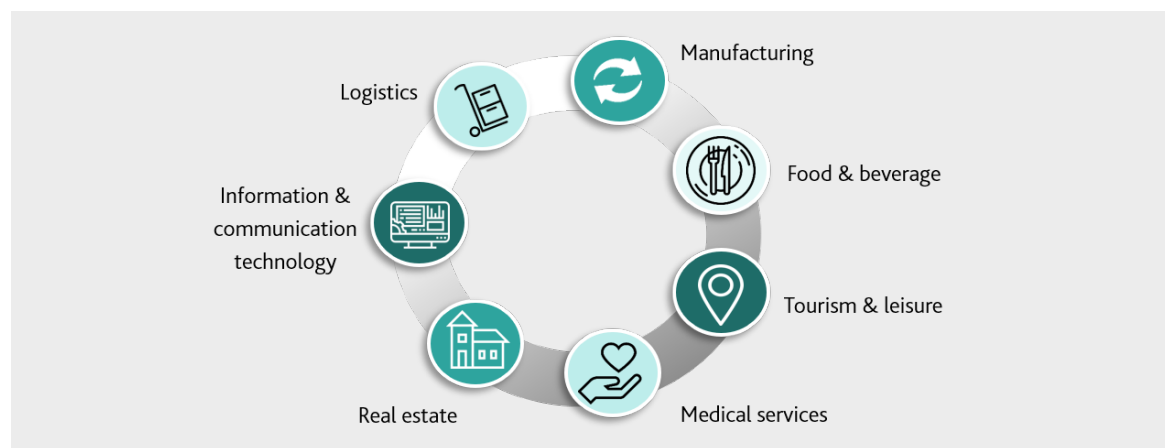 Manufacturing
Logistics
Food & beverage
Information &
communication
technology
Tourism & leisure
Real estate
Medical services